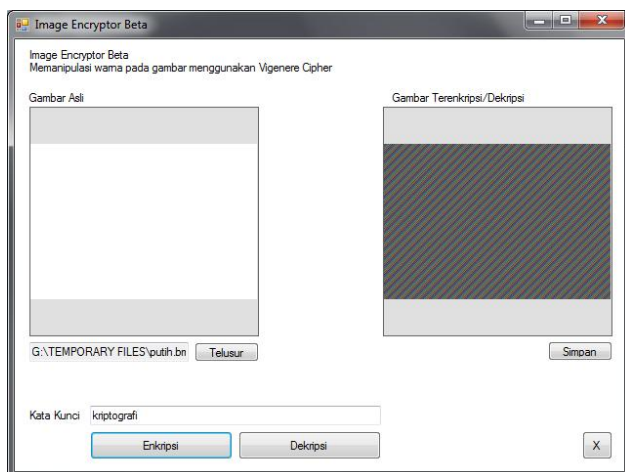 Image Encryptor Beta
Image Encryptor Beta
Memanipulasi warna pada gambar menggunakan Vigenere Cipher
Gambar Asli
Gambar Terenkripsi/Dekripsi
G:\TEMPORARY FILES\putih.bn
Telusur
Simpan
Kata Kunci
kriptografi
Enkripsi
Dekripsi
X